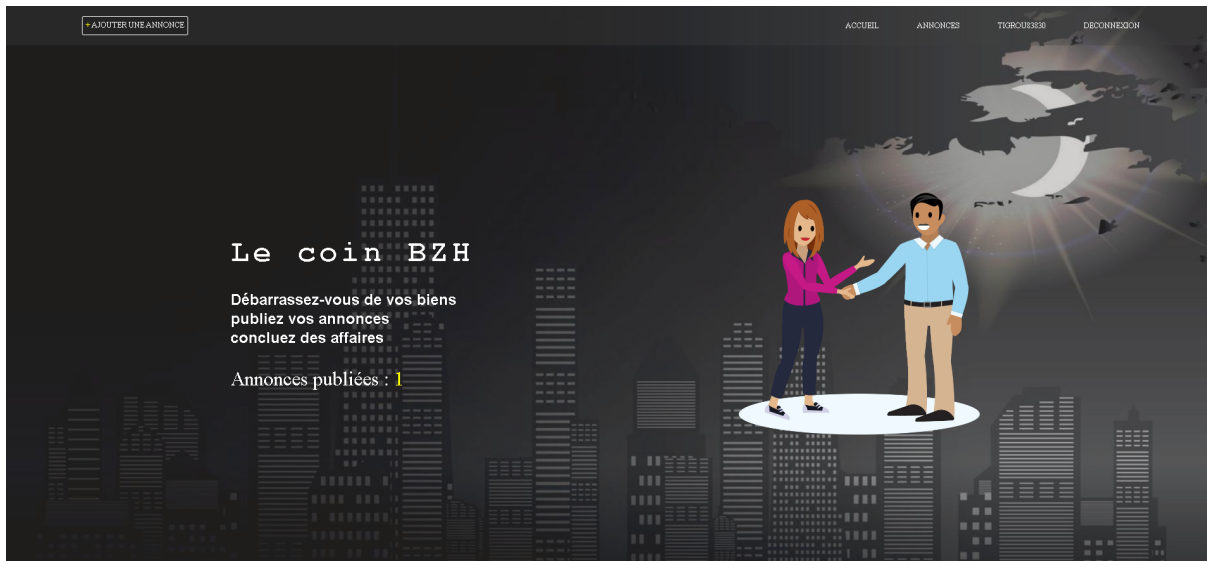 + AJOUTER UNE ANNONCE
ACCUEIL
ANNONCES
TIGROU83830
DECONNEXION
Le coin BZH
Débarrassez-vous de vos biens
publiez vos annonces
concluez des affaires
Annonces publiées : 1